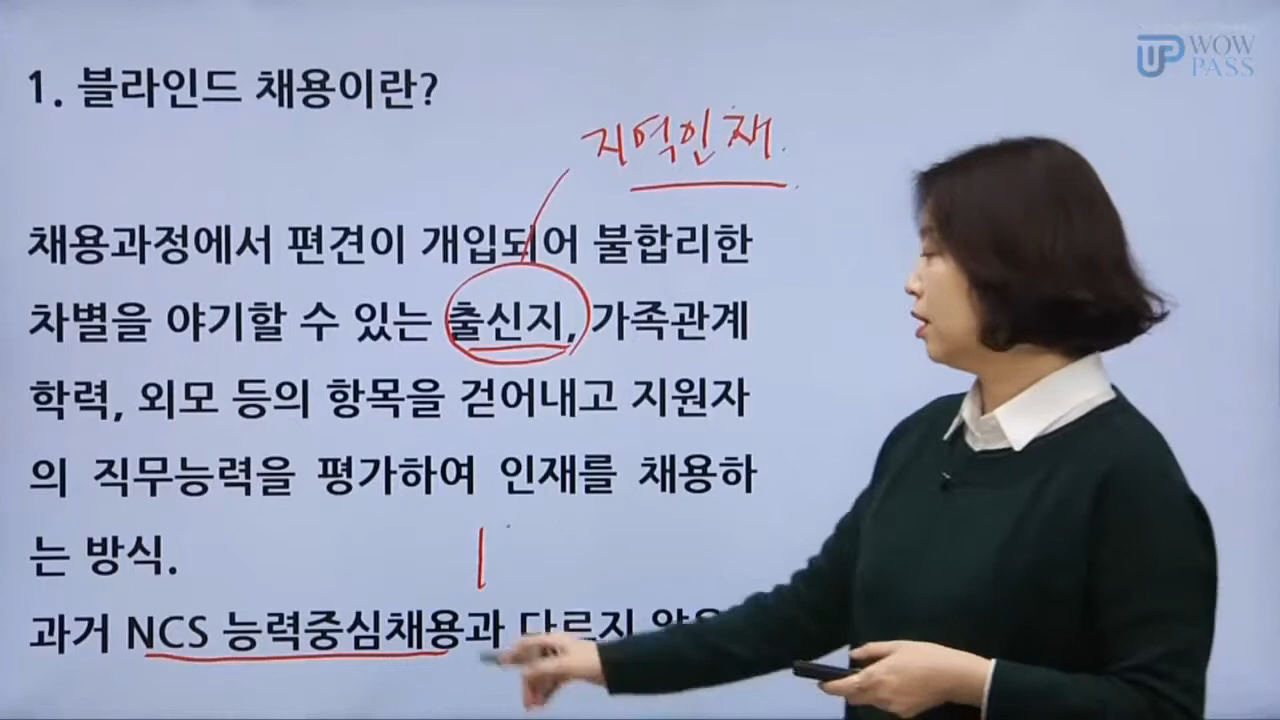 WOW
PASS
1. 블라인드 채용이란?
지역인재
채용과정에서 편견이 개입되어 불합리한
차별을 야기할 수 있는 출신지, 가족관계
학력, 외모 등의 항목을 걷어내고 지원자
의 직무능력을 평가하여 인재를 채용하
는 방식.
과거 NCS 능력중심채용과 다르지